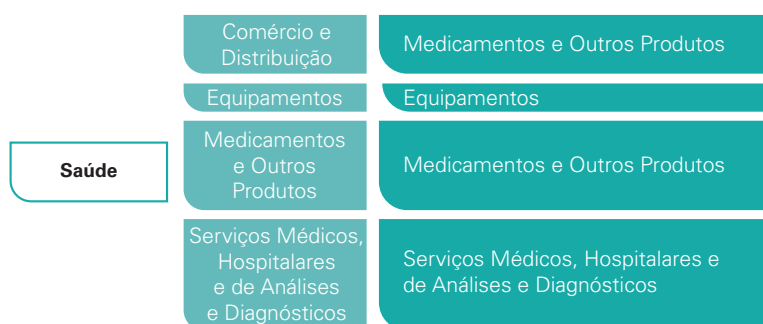 Comércio e
Distribuição
Medicamentos e Outros Produtos
Equipamentos
Equipamentos
Saúde
Medicamentos
e Outros
Produtos
Medicamentos e Outros Produtos
Serviços Médicos,
Hospitalares
e de Análises
e Diagnósticos
Serviços Médicos, Hospitalares e
de Análises e Diagnósticos